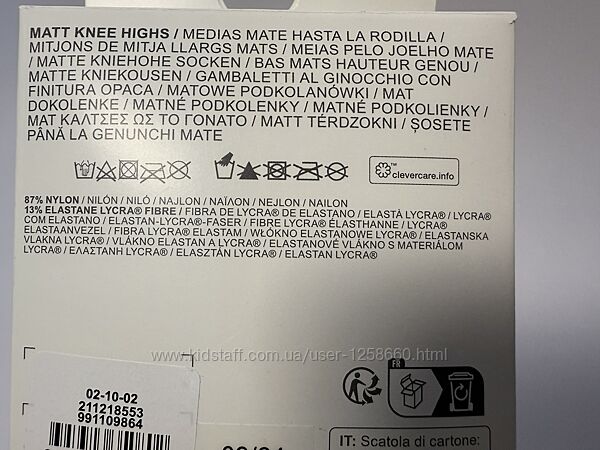 MATT KNEE HIGHS / MEDIAS MATE HASTA LA RODILLA /
MITJONS DE MITJA LLARGS MATS / MEIAS PELO JOELHO MATE
/ MATTE KNIEHOHE SOCKEN / BAS MATS HAUTEUR GENOU /
MATTE KNIEKOUSEN / GAMBALETTI AL GINOCCHIO CON
FINITURA OPACA / MATOWE PODKOLANÓWKI / MAT
DOKOLENKE / MATNÉ PODKOLENKY / MATNÉ PODKOLIENKY /
ΜΑΤ ΚΑΛΤΣΕΣ ΩΣ ΤΟ ΓΟΝΑΤΟ / MATT TÉRDZOKNI / ȘOSETE
PÂNĂ LA GENUNCHI MATE
™
clevercare.info
87% NYLON / NILÓN / NILÓ / NAJLON / ΝΑΪΛΟΝ / NEJLON / NAILON
13% ELASTANE LYCRA® FIBRE / FIBRA DE LYCRA® DE ELASTANO / ELASTÁ LYCRA® / LYCRA®
COM ELASTANO / ELASTAN-LYCRA®-FASER / FIBRE LYCRA® ÉLASTHANNE / LYCRA®
ELASTAANVEZEL / FIBRA LYCRA® ELASTAM / WŁÓKNO ELASTANOWE LYCRA® / ELASTANSKA
VLAKNA LYCRA® / VLÁKNO ELASTAN A LYCRA® / ELASTANOVÉ VLÁKNO S MATERIÁLOM
LYCRA® / ΕΛΑΣΤΑΝΗ LYCRA® / ELASZTÁN LYCRA® / ELASTAN LYCRA®
www.kidstaff.com.ua/user-1258660.html
FR
02-10-02
211218553
991109864
IT: Scatola di cartone: